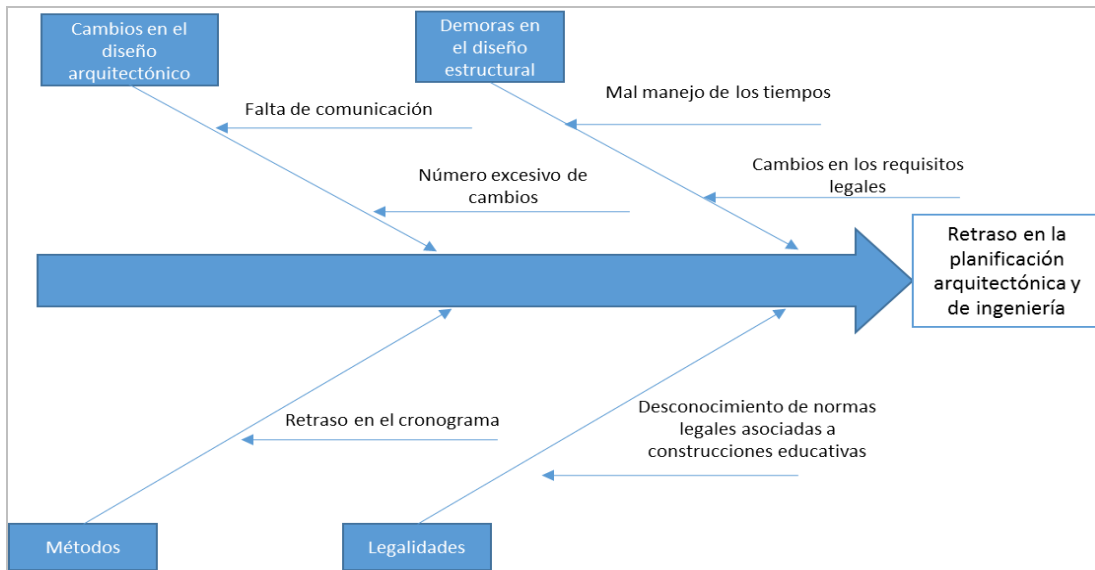 Cambios en el
diseño
arquitectónico
Demoras en
el diseño
estructural
Falta de comunicación
Mal manejo de los tiempos
Número excesivo de
cambios
Cambios en los requisitos
legales
Retraso en la
planificación
arquitectónica y
de ingeniería
Retraso en el cronograma
Desconocimiento de normas
legales asociadas a
construcciones educativas
Métodos
Legalidades